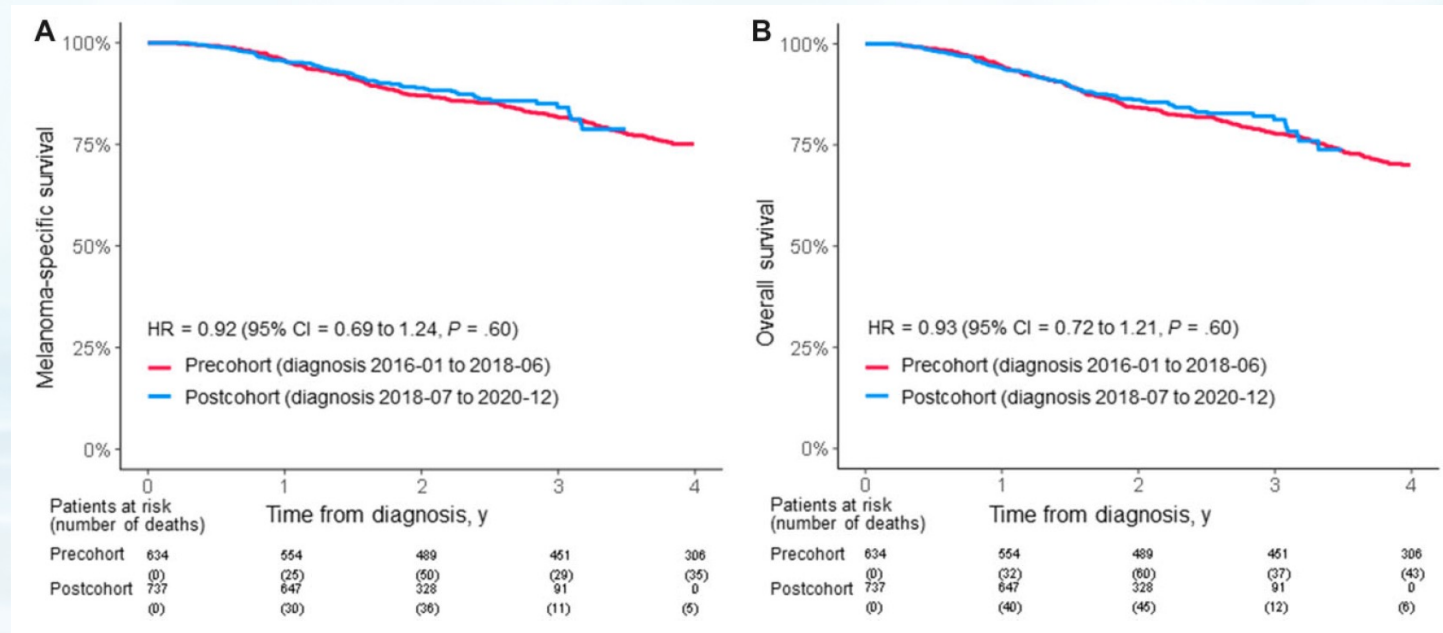 A
100%
75%
50%
25%
0%
Melanoma-specific survival
HR = 0.92 (95% CI = 0.69 to 1.24, P = .60)
Precohort (diagnosis 2016-01 to 2018-06)
Postcohort (diagnosis 2018-07 to 2020-12)
0 1 2 3 4
Time from diagnosis, y
Patients at risk
(number of deaths)
Precohort 634 554 489 451 306
(0) (25) (50) (29) (35)
Postcohort 737 647 328 91 0
(0) (30) (36) (11) (5)
B
100%
75%
50%
25%
0%
Overall survival
HR = 0.93 (95% CI = 0.72 to 1.21, P = .60)
Precohort (diagnosis 2016-01 to 2018-06)
Postcohort (diagnosis 2018-07 to 2020-12)
0 1 2 3 4
Time from diagnosis, y
Patients at risk
(number of deaths)
Precohort 634 554 489 451 306
(0) (32) (60) (37) (43)
Postcohort 737 647 328 91 0
(0) (40) (45) (12) (6)